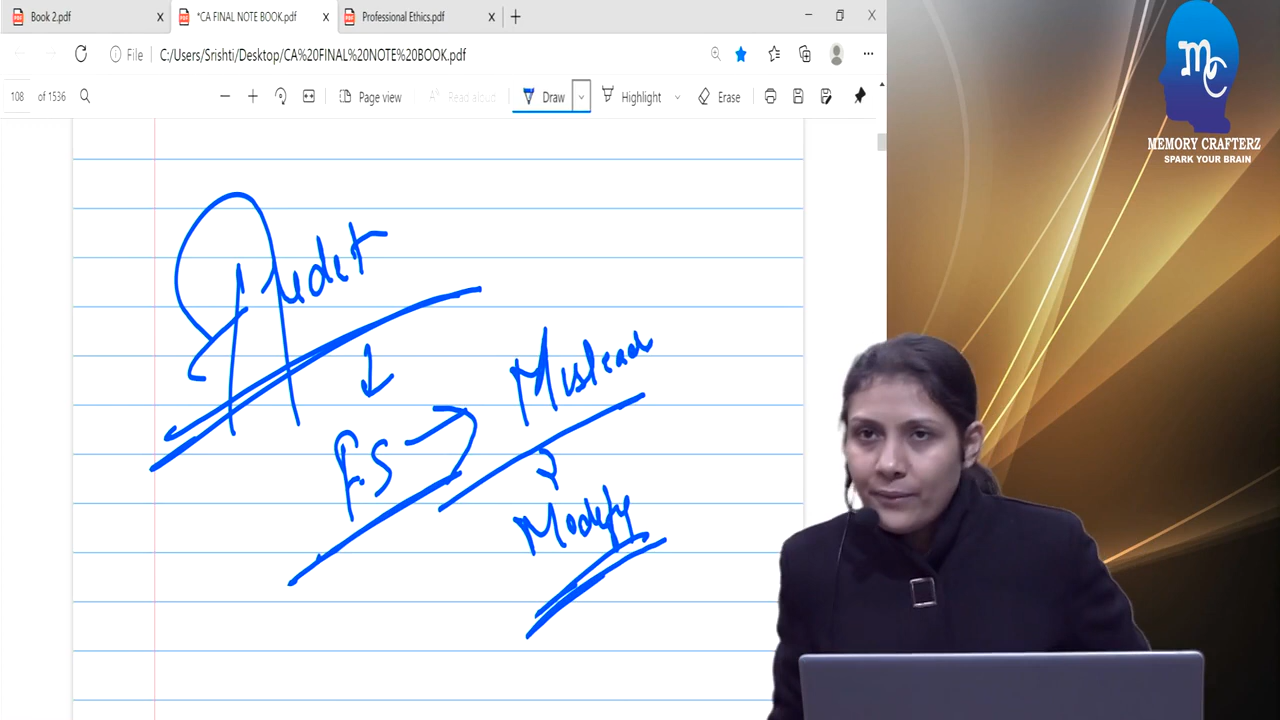 Book 2.pdf
*CA FINAL NOTE BOOK.pdf
Professional Ethics.pdf
File
C:/Users/Srishti/Desktop/CA%20FINAL%20NOTE%20BOOK.pdf
108 of 1536
Page view
Read aloud
Draw
Highlight
Erase
MC
MEMORY CRAFTERZ
SPARK YOUR BRAIN
Audit
F.S
Mislead
Modify